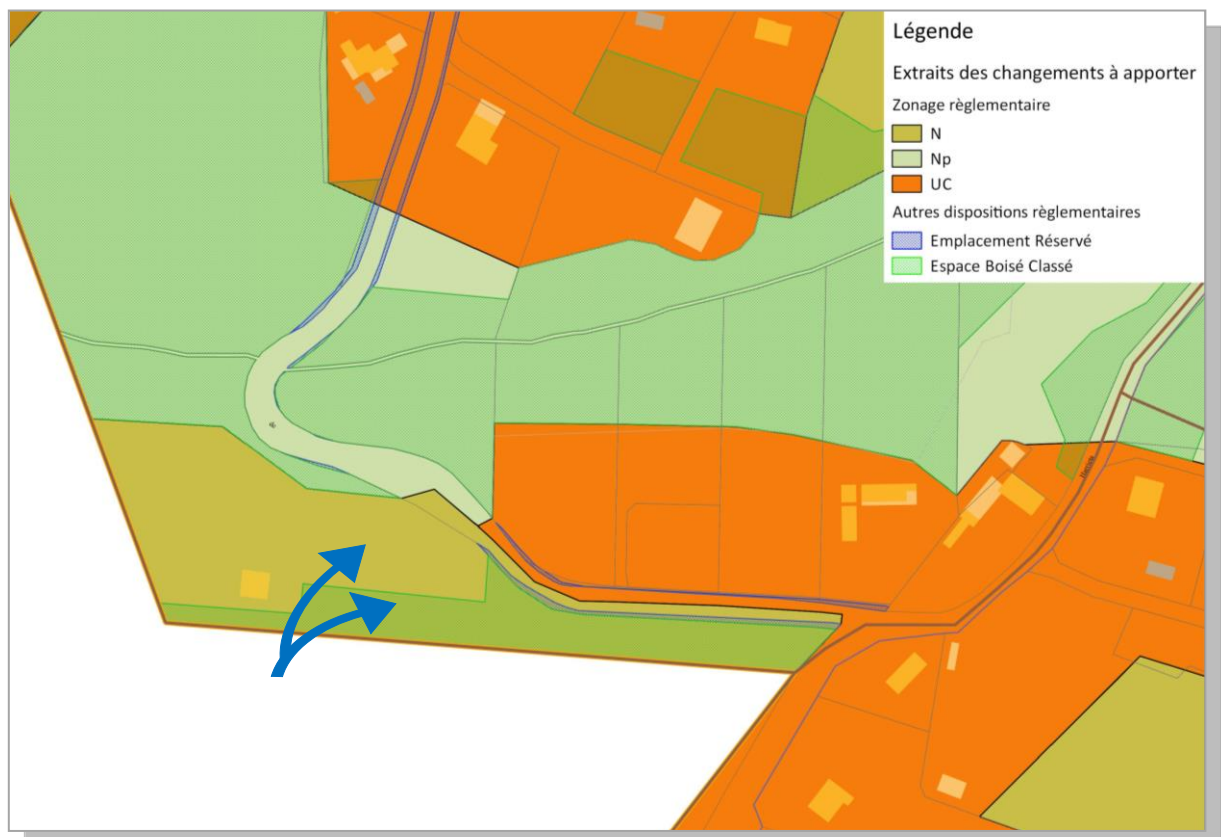 Légende
Extraits des changements à apporter
Zonage règlementaire
N
Np
UC
Autres dispositions règlementaires
Emplacement Réservé
Espace Boisé Classé